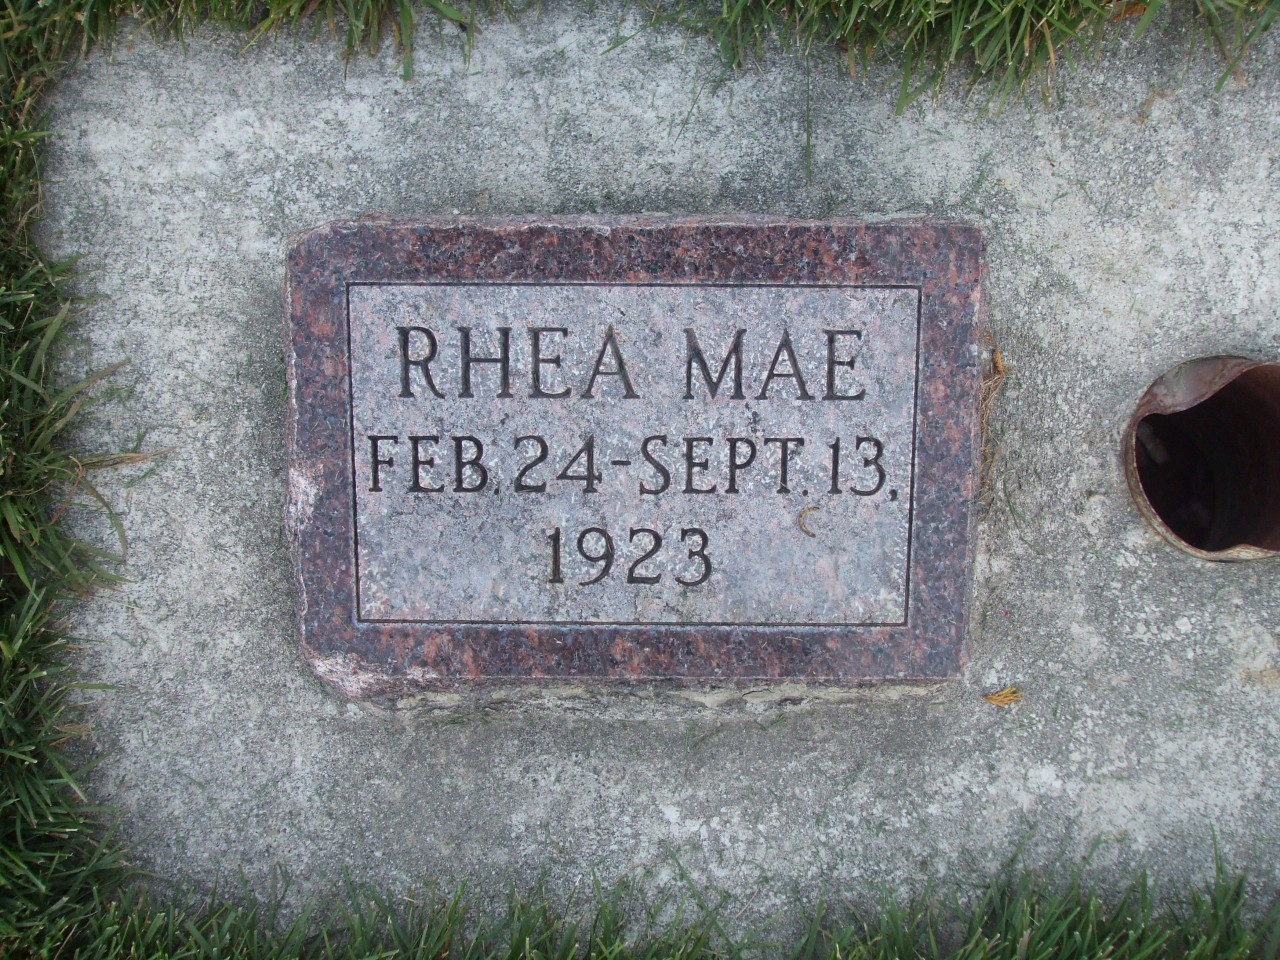 RHEA MAE
FEB. 24-SEPT. 13,
1923